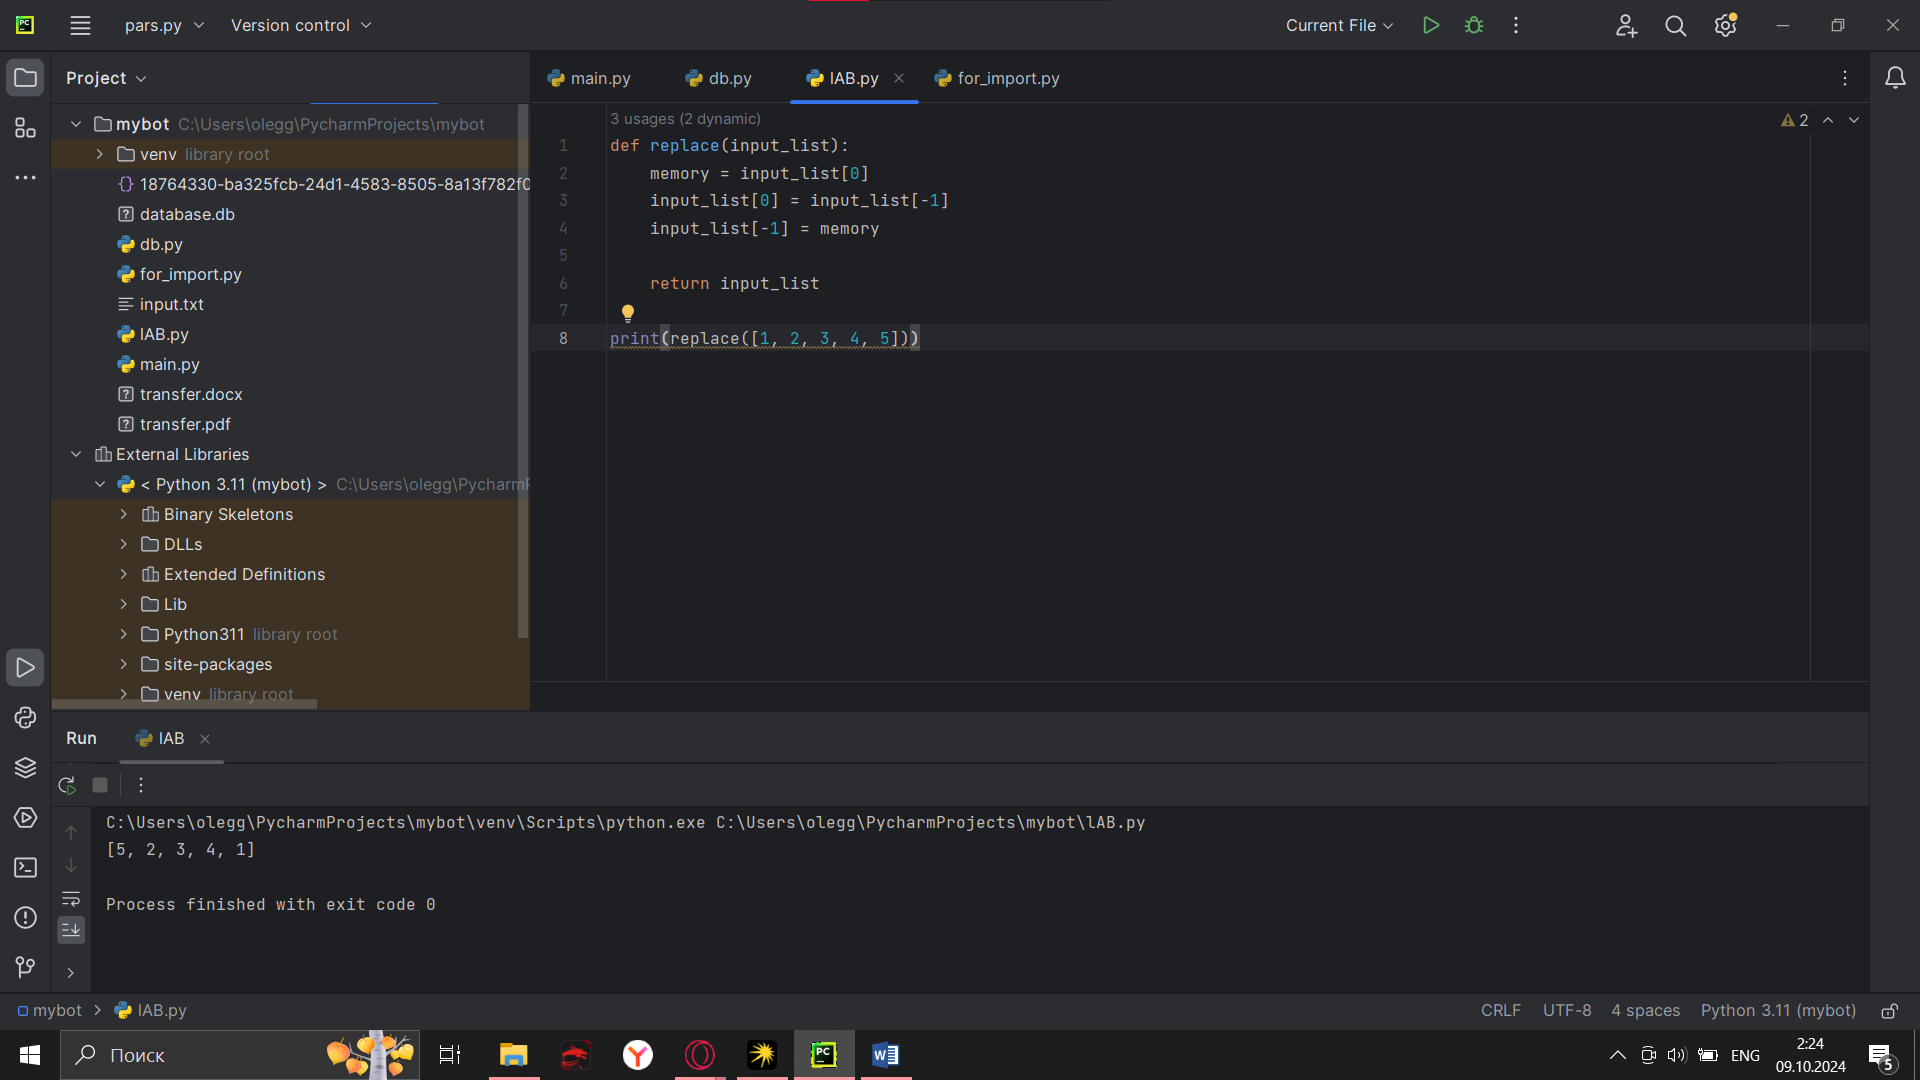 pars.py
Version control
Current File
Project
main.py
db.py
lAB.py
for_import.py
mybot C:\Users\olegg\PycharmProjects\mybot
venv library root
18764330-ba325fcb-24d1-4583-8505-8a13f782f0
database.db
db.py
for_import.py
input.txt
lAB.py
main.py
transfer.docx
transfer.pdf
External Libraries
< Python 3.11 (mybot) > C:\Users\olegg\PycharmP
Binary Skeletons
DLLs
Extended Definitions
Lib
Python311 library root
site-packages
venv library root
3 usages (2 dynamic)
2
1 def replace(input_list):
2 memory = input_list[0]
3 input_list[0] = input_list[-1]
4 input_list[-1] = memory
5
6 return input_list
7
8 print(replace([1, 2, 3, 4, 5]))
Run
lAB
C:\Users\olegg\PycharmProjects\mybot\venv\Scripts\python.exe C:\Users\olegg\PycharmProjects\mybot\lAB.py
[5, 2, 3, 4, 1]
Process finished with exit code 0
mybot > lAB.py
CRLF UTF-8 4 spaces Python 3.11 (mybot)
Поиск
ENG
2:24
09.10.2024
5